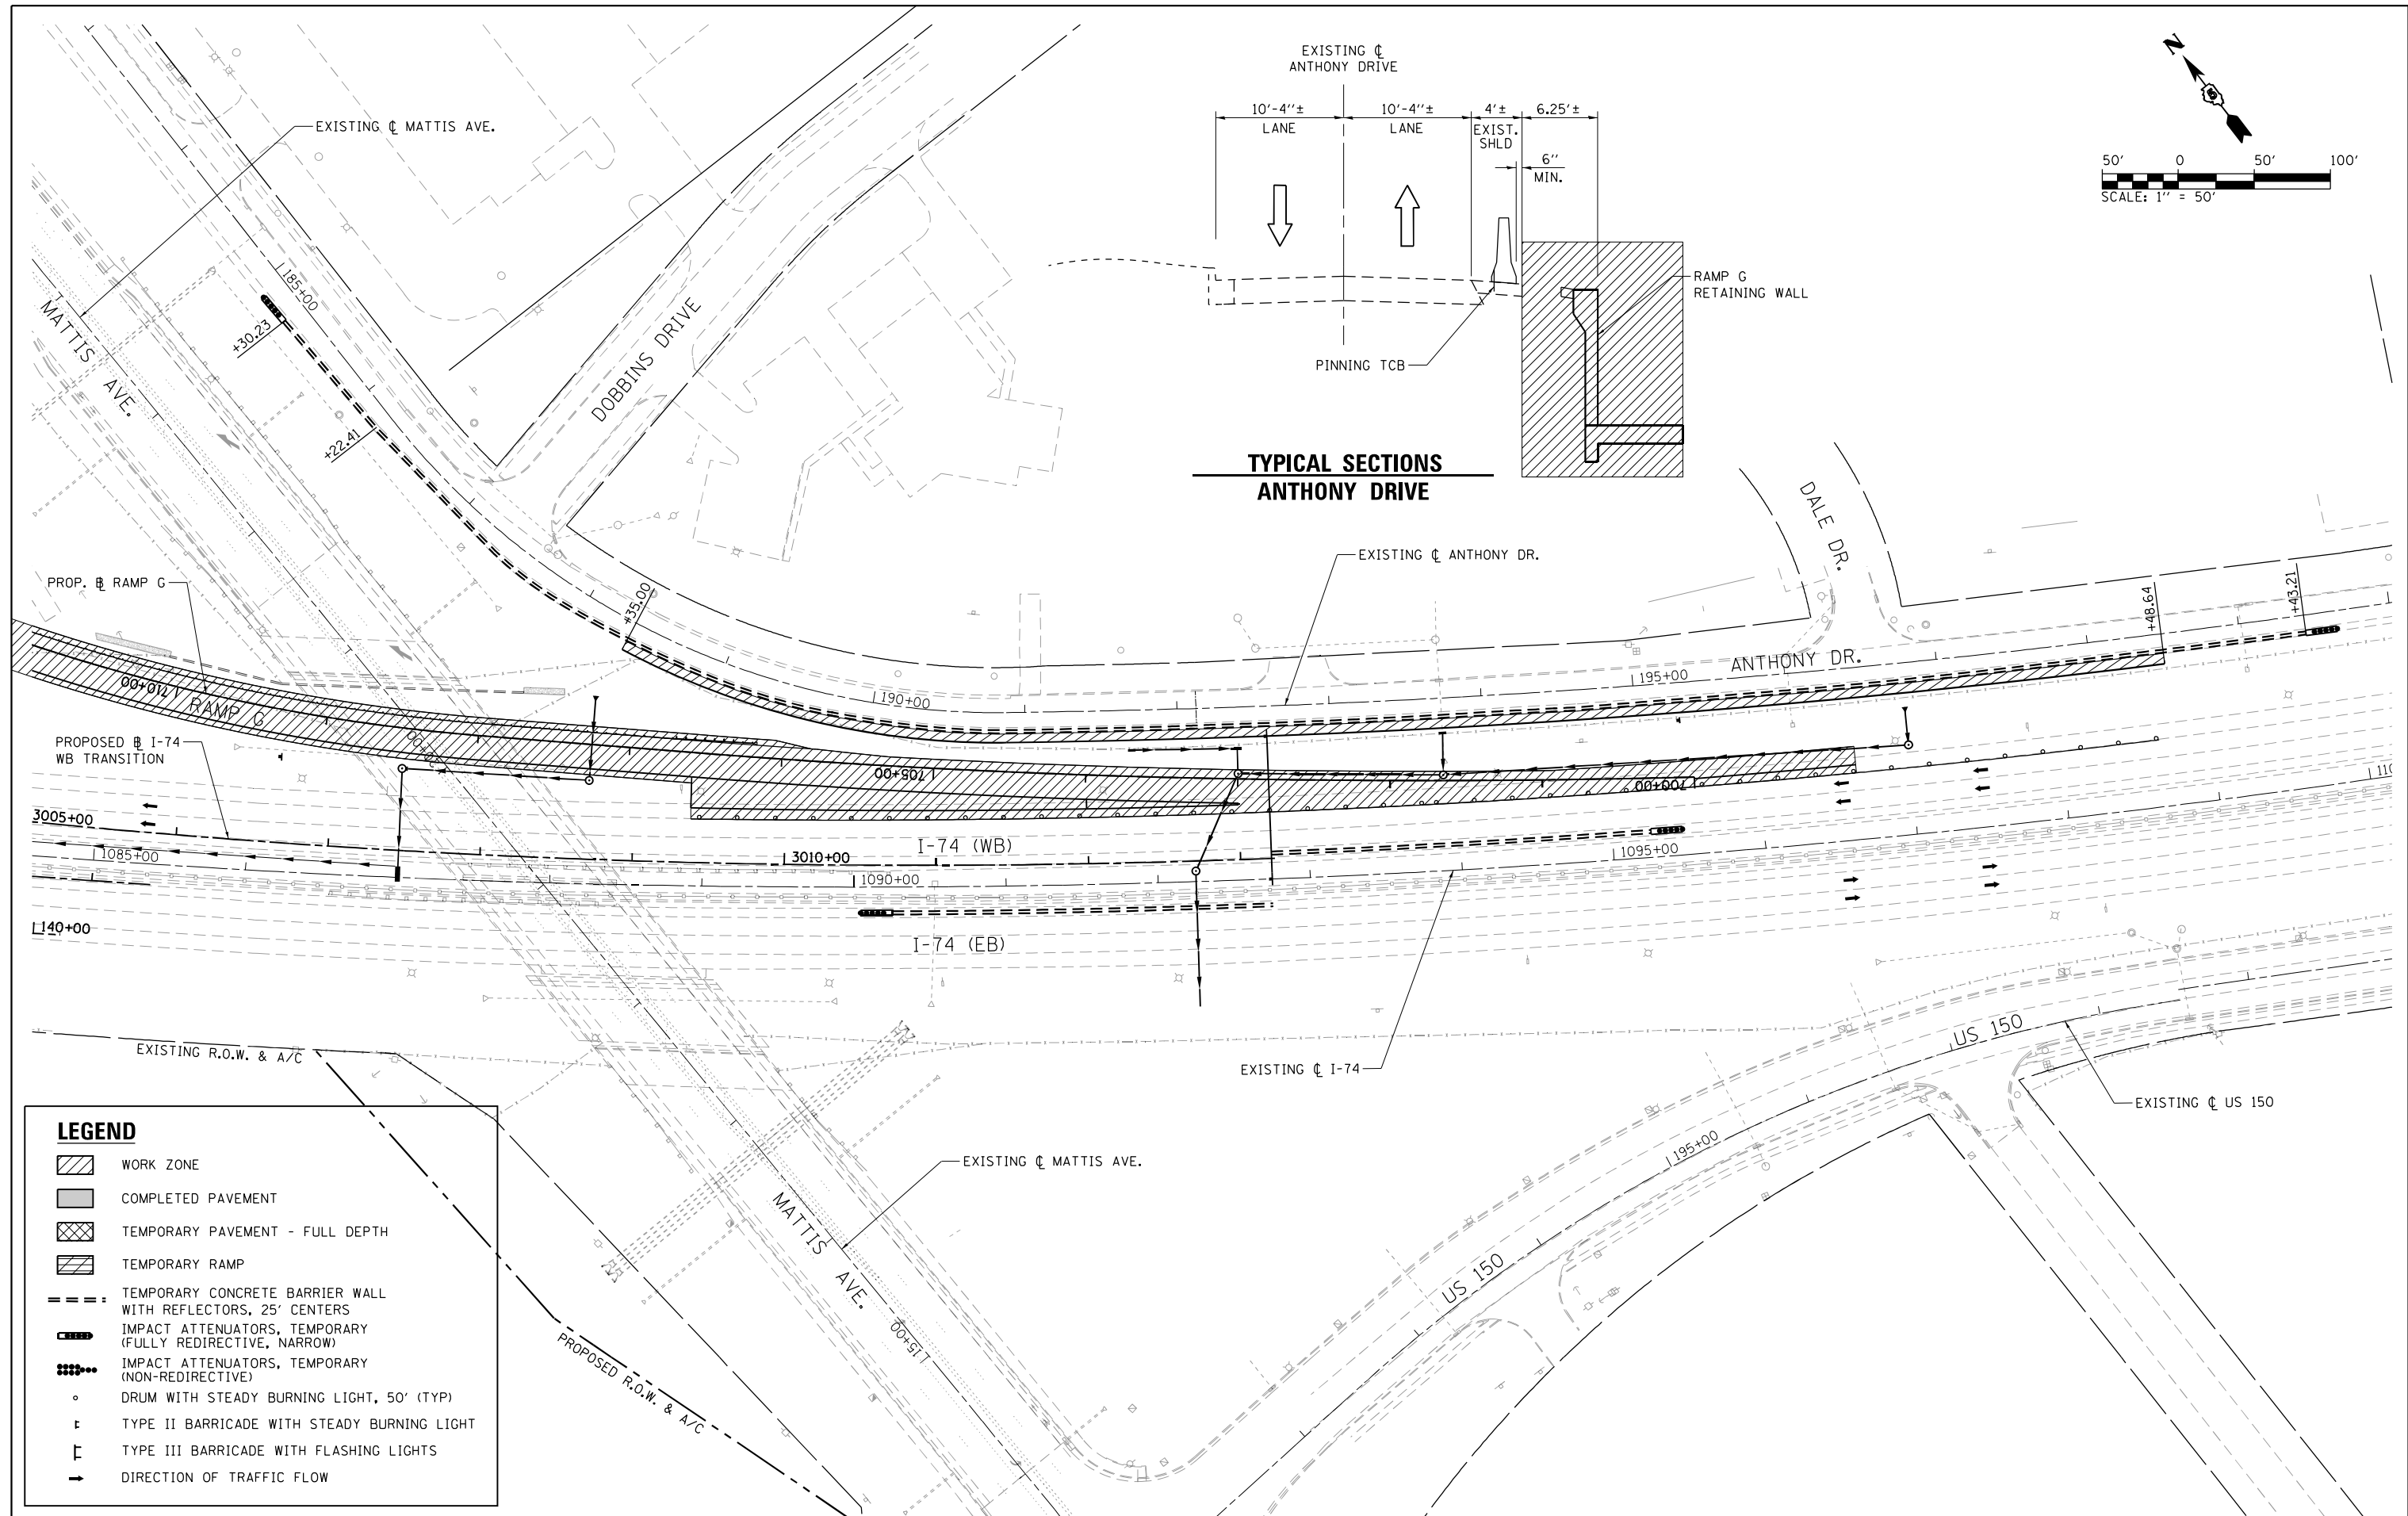 EXISTING ℄
ANTHONY DRIVE
10'-4"±
LANE
10'-4"±
LANE
4'±
EXIST.
SHLD
6.25'±
6"
MIN.
RAMP G
RETAINING WALL
PINNING TCB
TYPICAL SECTIONS
ANTHONY DRIVE
N
50'
0
50'
100'
SCALE: 1" = 50'
EXISTING ℄ MATTIS AVE.
185+00
+30.23
+22.41
MATTIS
AVE.
DOBBINS DRIVE
DALE DR.
EXISTING ℄ ANTHONY DR.
+35.00
+48.64
+43.21
ANTHONY DR.
190+00
195+00
PROP. ⅊ RAMP G
710+00
RAMP G
PROPOSED ⅊ I-74
WB TRANSITION
705+00
700+00
3005+00
3010+00
I-74 (WB)
1085+00
1090+00
1095+00
140+00
I-74 (EB)
EXISTING ℄ I-74
US 150
EXISTING ℄ US 150
195+00
US 150
EXISTING R.O.W. & A/C
PROPOSED R.O.W. & A/C
EXISTING ℄ MATTIS AVE.
MATTIS
AVE.
155+00
LEGEND
WORK ZONE
COMPLETED PAVEMENT
TEMPORARY PAVEMENT - FULL DEPTH
TEMPORARY RAMP
TEMPORARY CONCRETE BARRIER WALL
WITH REFLECTORS, 25' CENTERS
IMPACT ATTENUATORS, TEMPORARY
(FULLY REDIRECTIVE, NARROW)
IMPACT ATTENUATORS, TEMPORARY
(NON-REDIRECTIVE)
DRUM WITH STEADY BURNING LIGHT, 50' (TYP)
TYPE II BARRICADE WITH STEADY BURNING LIGHT
TYPE III BARRICADE WITH FLASHING LIGHTS
DIRECTION OF TRAFFIC FLOW